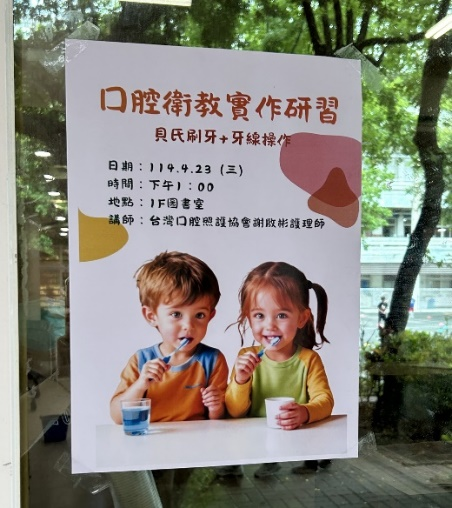 口腔衛教實作研習
貝氏刷牙+牙線操作
日期：114.4.23 (三)
時間：下午1：00
地點：1F圖書室
講師：台灣口腔照護協會謝啟彬護理師